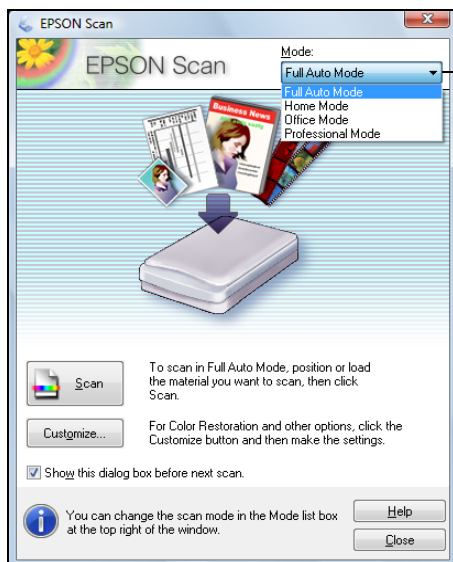 EPSON Scan
EPSON Scan
Mode:
Full Auto Mode
Full Auto Mode
Home Mode
Office Mode
Professional Mode
Business News
Scan
To scan in Full Auto Mode, position or load
the material you want to scan, then click
Scan.
Customize...
For Color Restoration and other options, click the
Customize button and then make the settings.
Show this dialog box before next scan.
You can change the scan mode in the Mode list box
at the top right of the window.
Help
Close